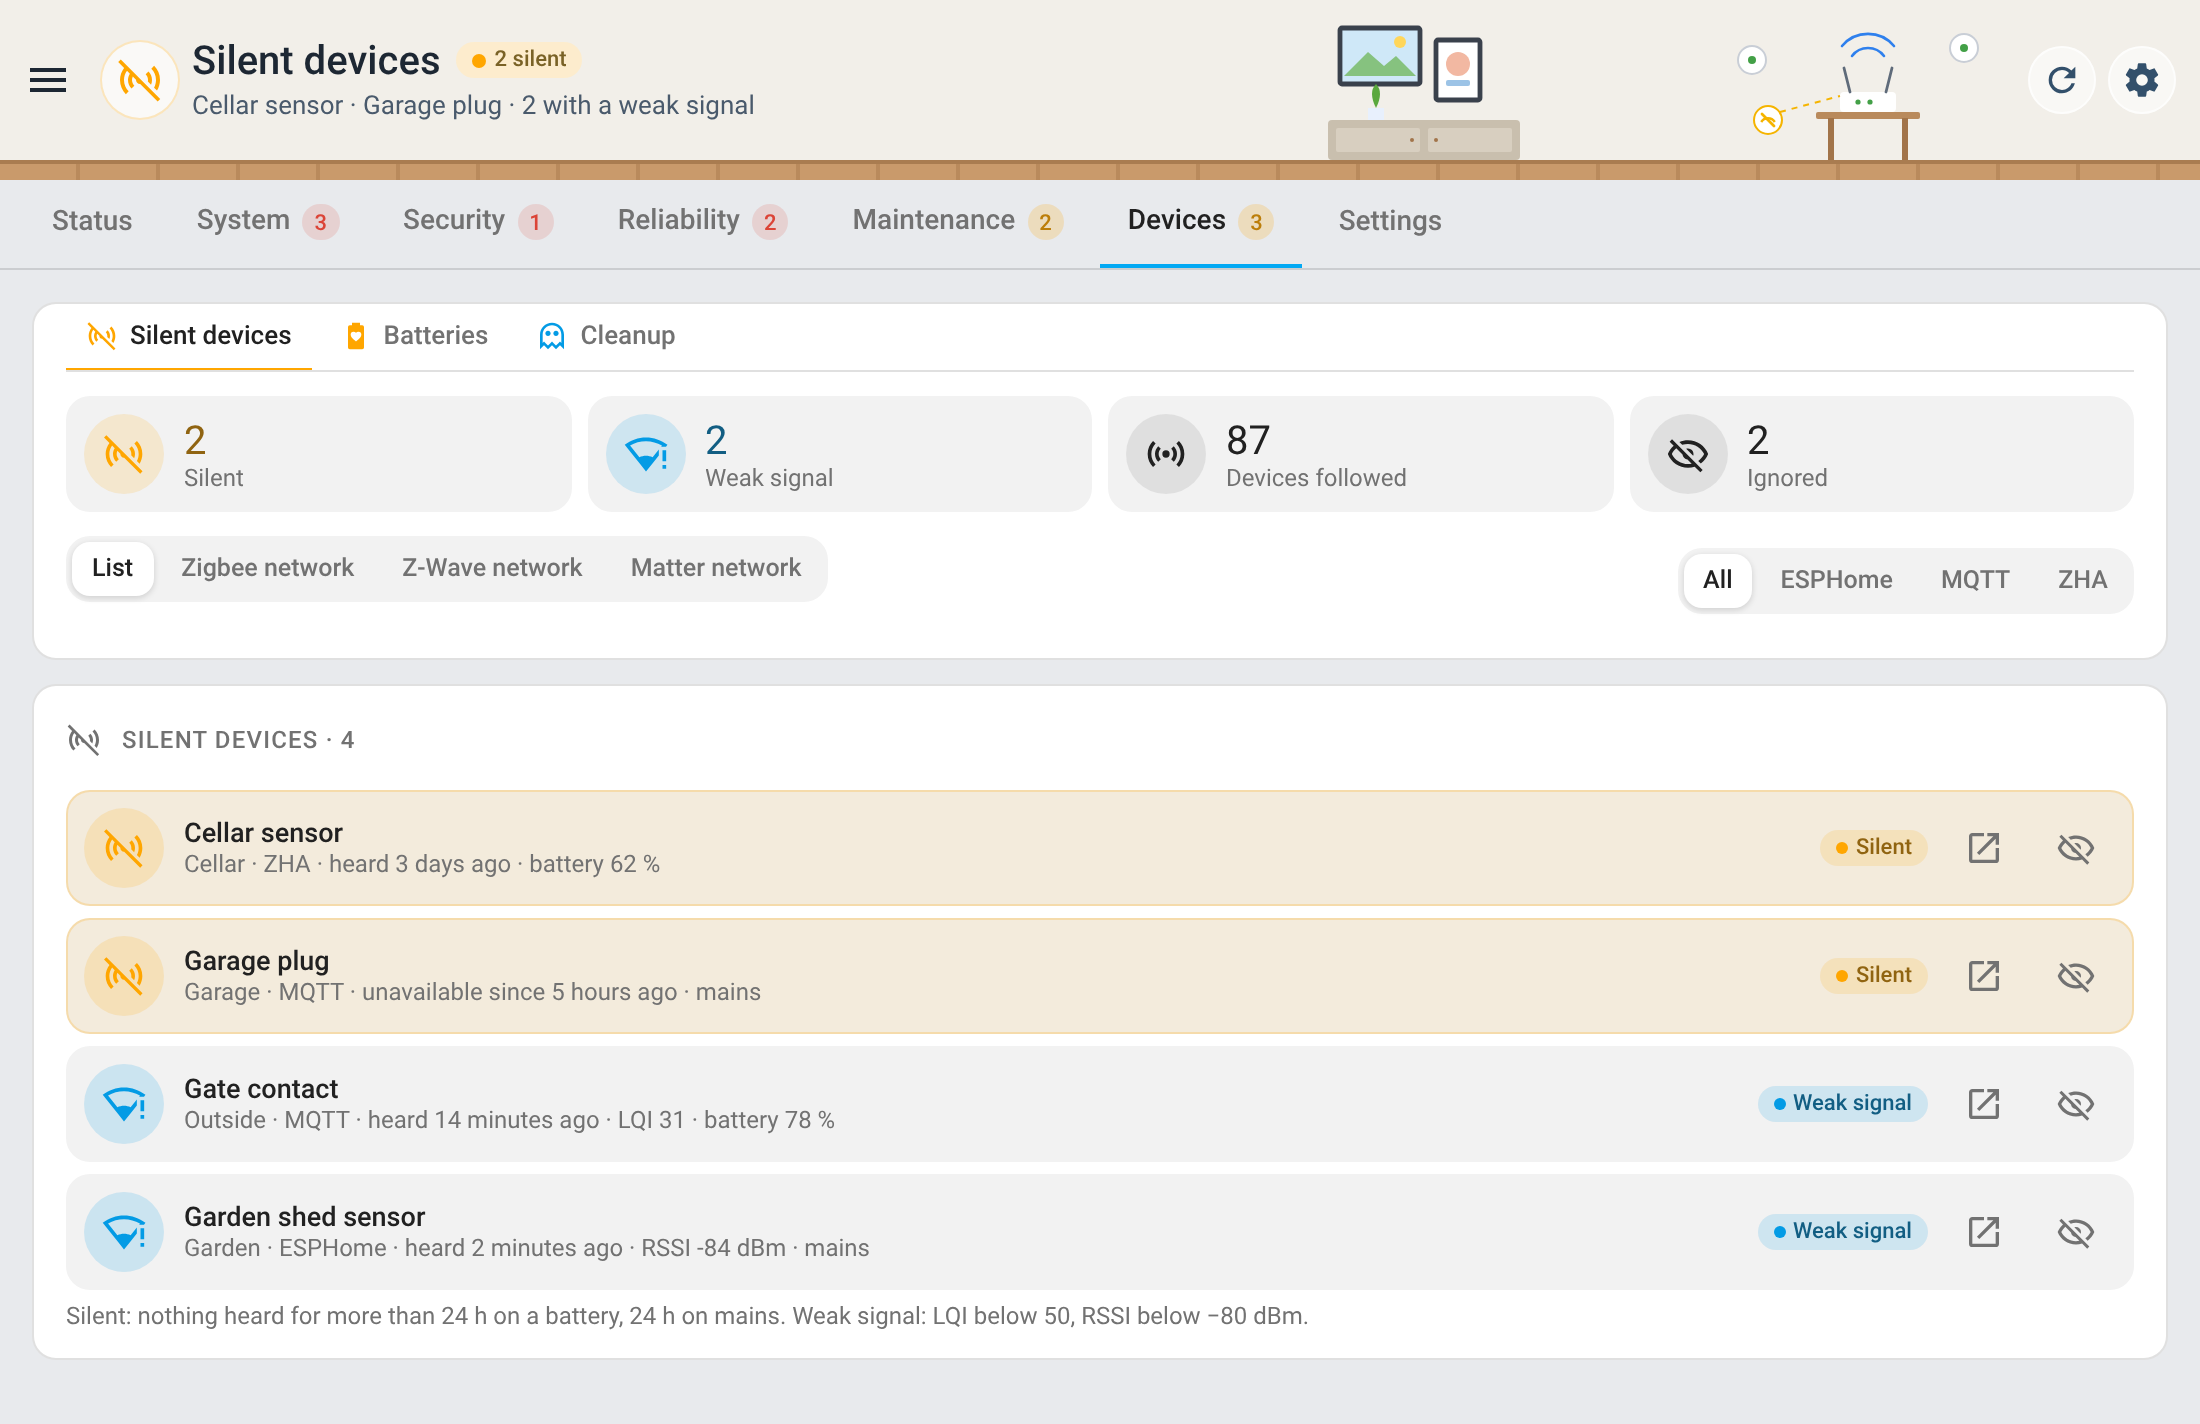 Silent devices
2 silent
Cellar sensor · Garage plug · 2 with a weak signal
Status
System 3
Security 1
Reliability 2
Maintenance 2
Devices 3
Settings
Silent devices
Batteries
Cleanup
2
Silent
2
Weak signal
87
Devices followed
2
Ignored
List
Zigbee network
Z-Wave network
Matter network
All
ESPHome
MQTT
ZHA
SILENT DEVICES · 4
Cellar sensor
Cellar · ZHA · heard 3 days ago · battery 62 %
Silent
Garage plug
Garage · MQTT · unavailable since 5 hours ago · mains
Silent
Gate contact
Outside · MQTT · heard 14 minutes ago · LQI 31 · battery 78 %
Weak signal
Garden shed sensor
Garden · ESPHome · heard 2 minutes ago · RSSI -84 dBm · mains
Weak signal
Silent: nothing heard for more than 24 h on a battery, 24 h on mains. Weak signal: LQI below 50, RSSI below −80 dBm.